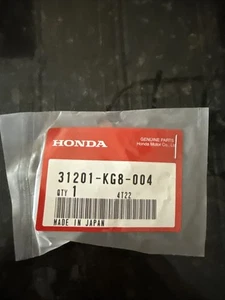 HONDA
GENUINE PARTS
Honda Motor Co., Ltd.
31201-KG8-004
QTY
1
4T22
MADE IN JAPAN